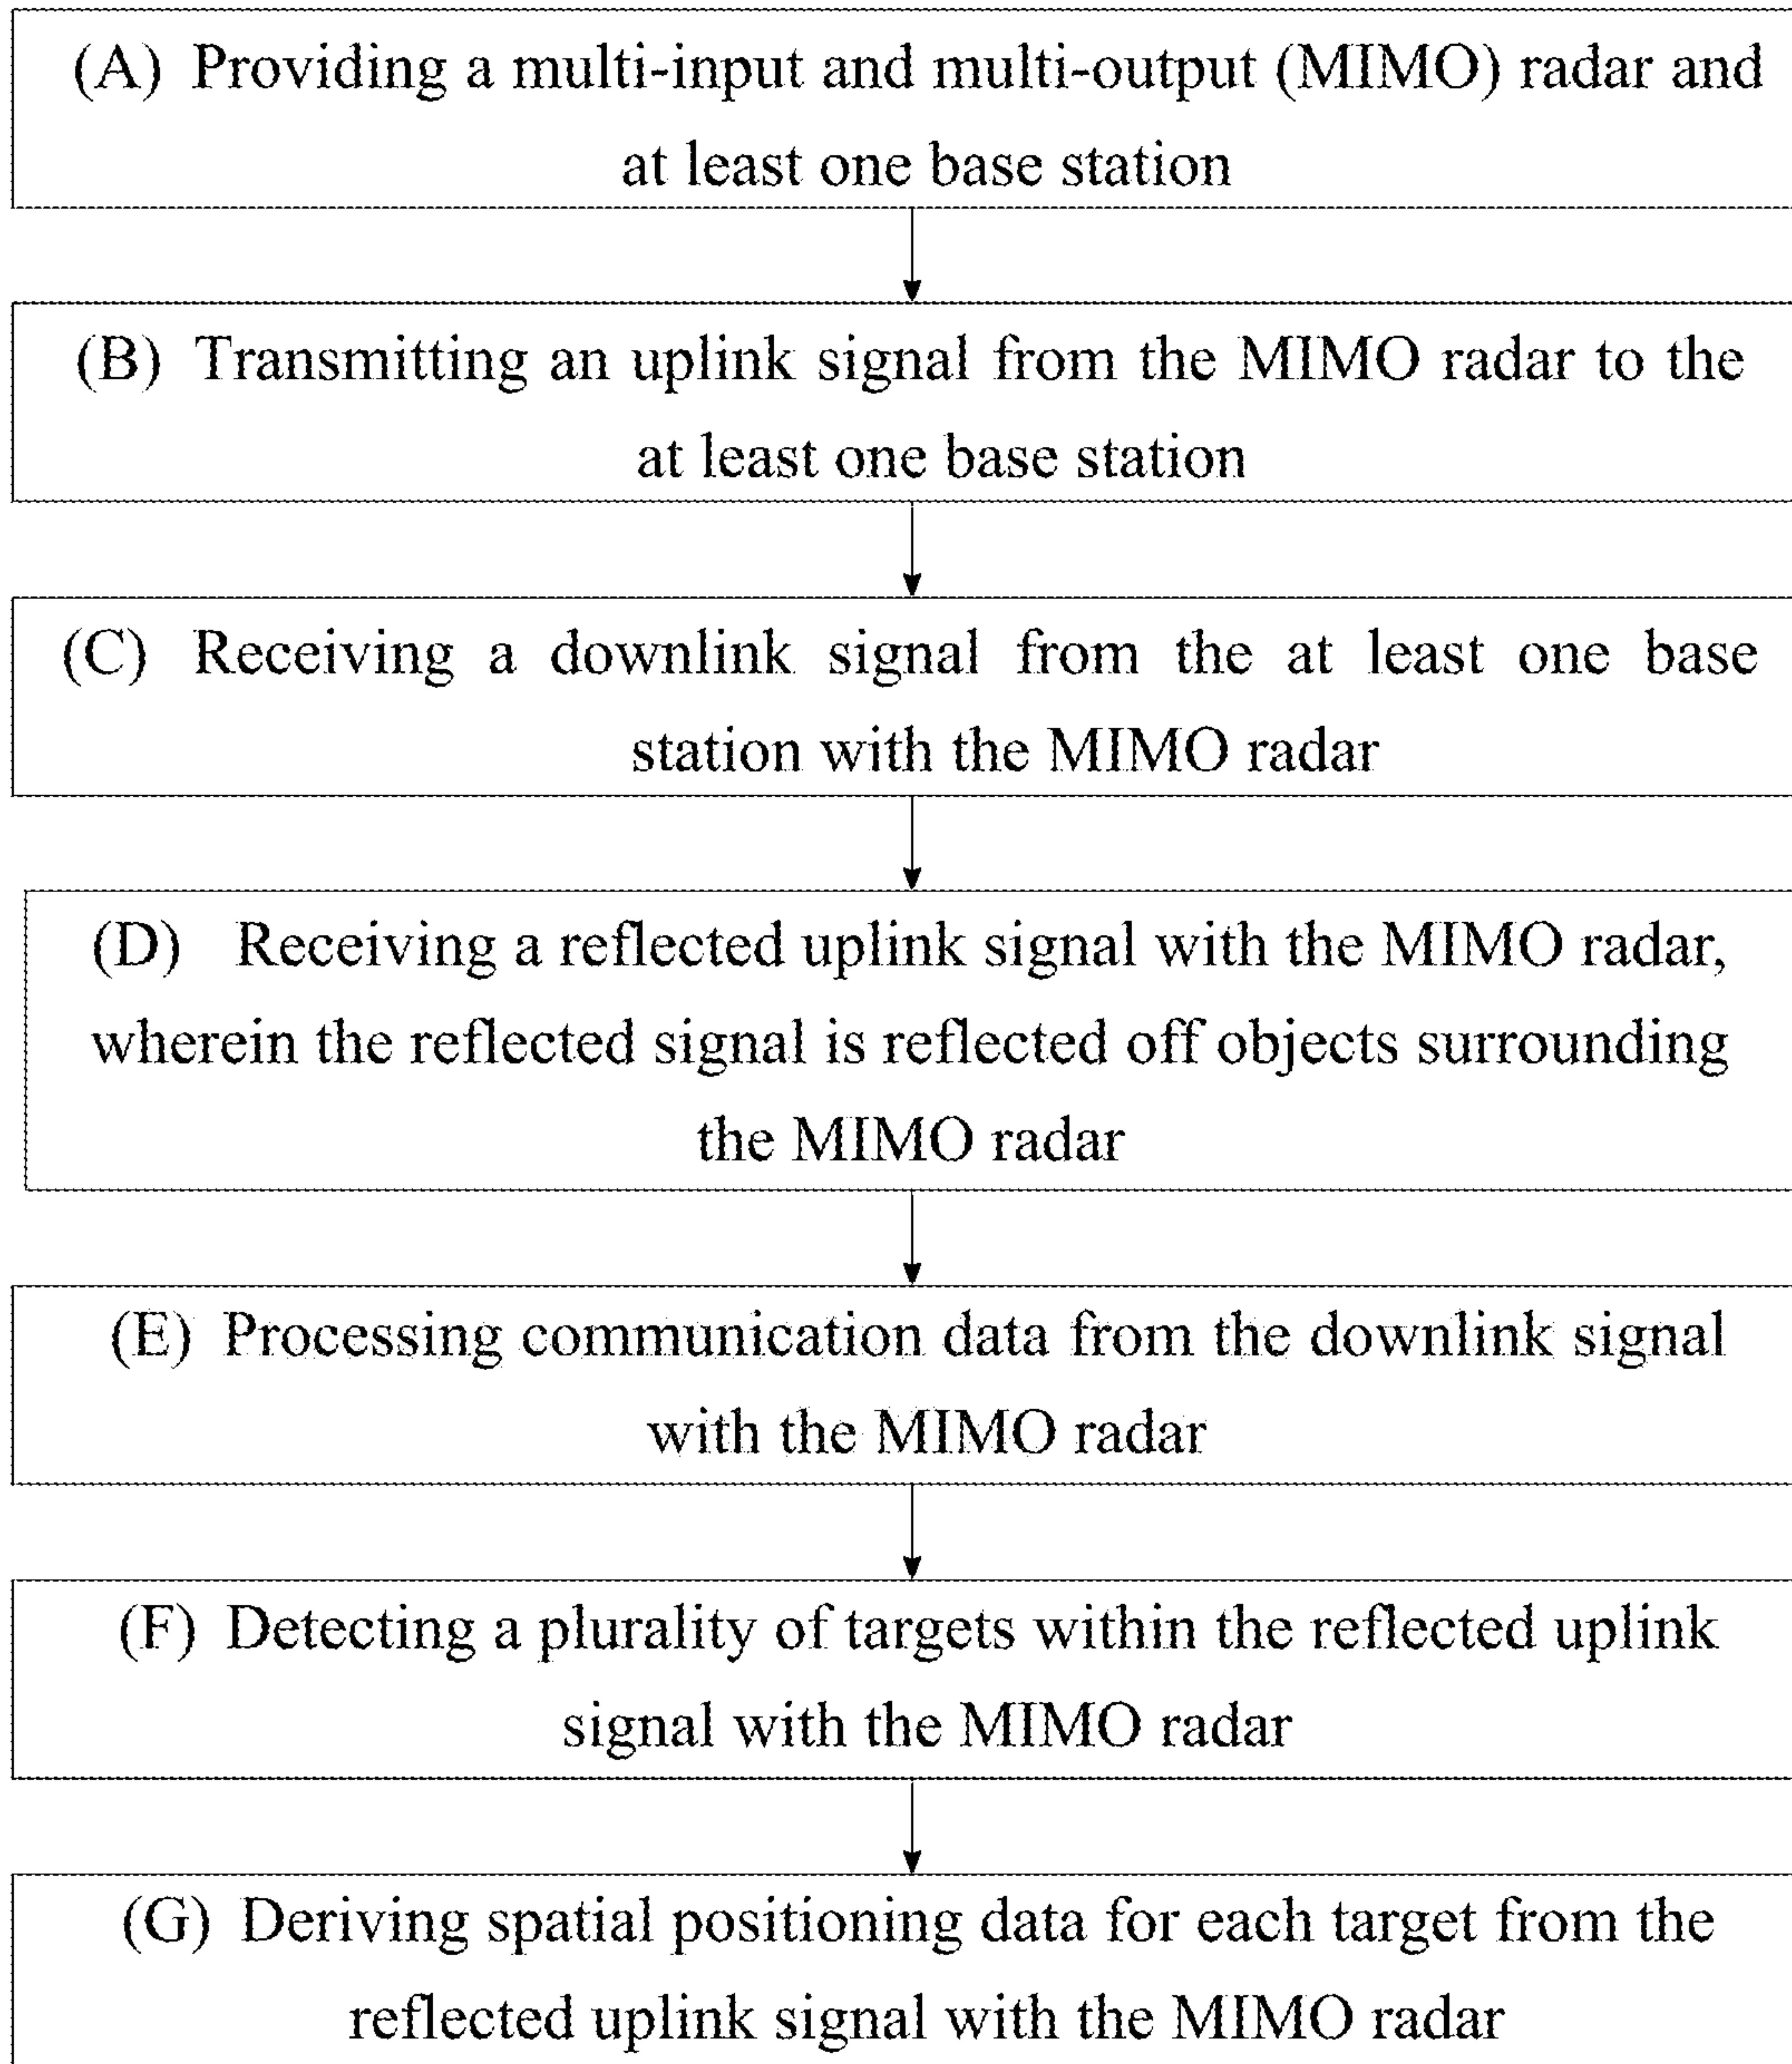 (A) Providing a multi-input and multi-output (MIMO) radar and
at least one base station
(B) Transmitting an uplink signal from the MIMO radar to the
at least one base station
(C) Receiving a downlink signal from the at least one base
station with the MIMO radar
(D) Receiving a reflected uplink signal with the MIMO radar,
wherein the reflected signal is reflected off objects surrounding
the MIMO radar
(E) Processing communication data from the downlink signal
with the MIMO radar
(F) Detecting a plurality of targets within the reflected uplink
signal with the MIMO radar
(G) Deriving spatial positioning data for each target from the
reflected uplink signal with the MIMO radar